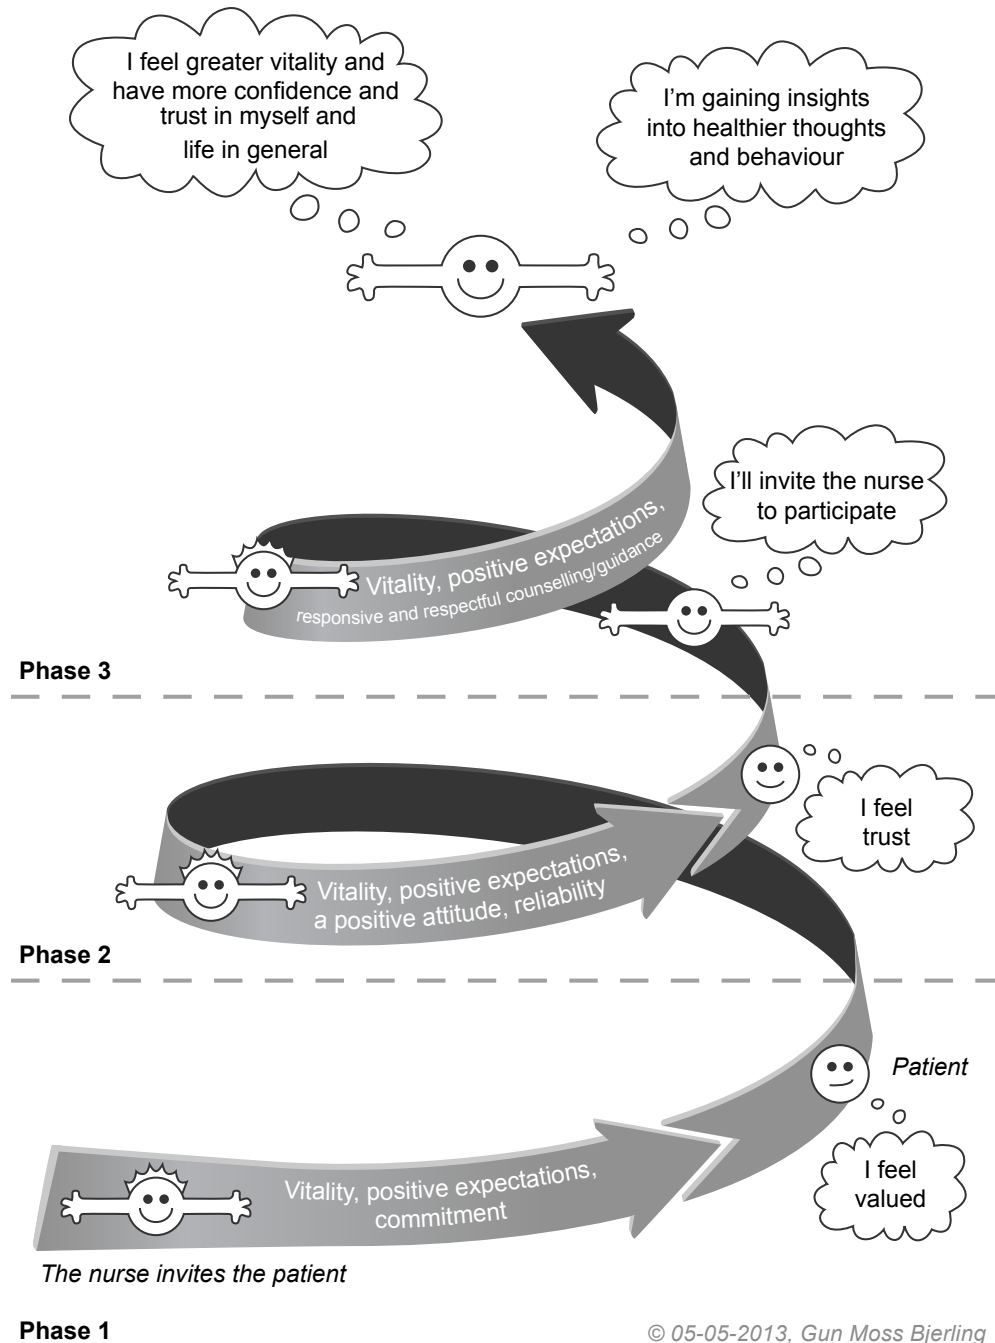 I feel greater vitality and
have more confidence and
trust in myself and
life in general
I'm gaining insights
into healthier thoughts
and behaviour
I'll invite the nurse
to participate
Vitality, positive expectations,
responsive and respectful counselling/guidance
Phase 3
I feel
trust
Vitality, positive expectations,
a positive attitude, reliability
Phase 2
Patient
I feel
valued
Vitality, positive expectations,
commitment
The nurse invites the patient
Phase 1
© 05-05-2013, Gun Moss Bjerling